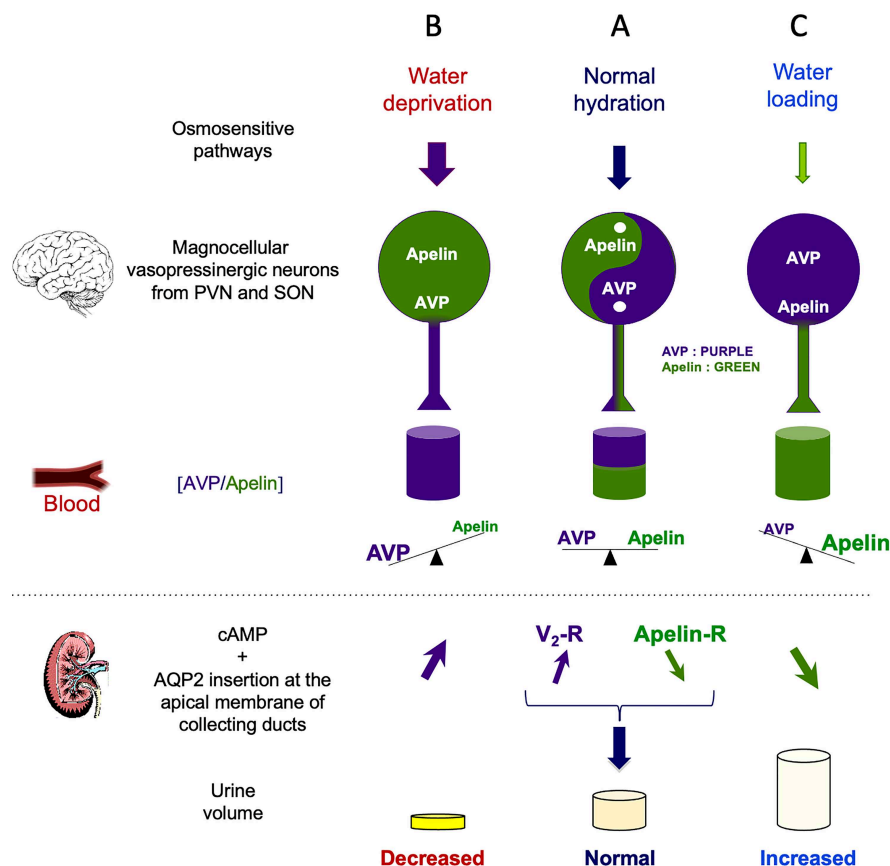 B
A
C
Water
deprivation
Normal
hydration
Water
loading
Osmosensitive
pathways
Magnocellular
vasopressinergic neurons
from PVN and SON
Apelin
AVP
Apelin
AVP
AVP
Apelin
AVP : PURPLE
Apelin : GREEN
Blood
[AVP/Apelin]
AVP
Apelin
AVP
Apelin
AVP
Apelin
cAMP
+
AQP2 insertion at the
apical membrane of
collecting ducts
V₂-R
Apelin-R
Urine
volume
Decreased
Normal
Increased